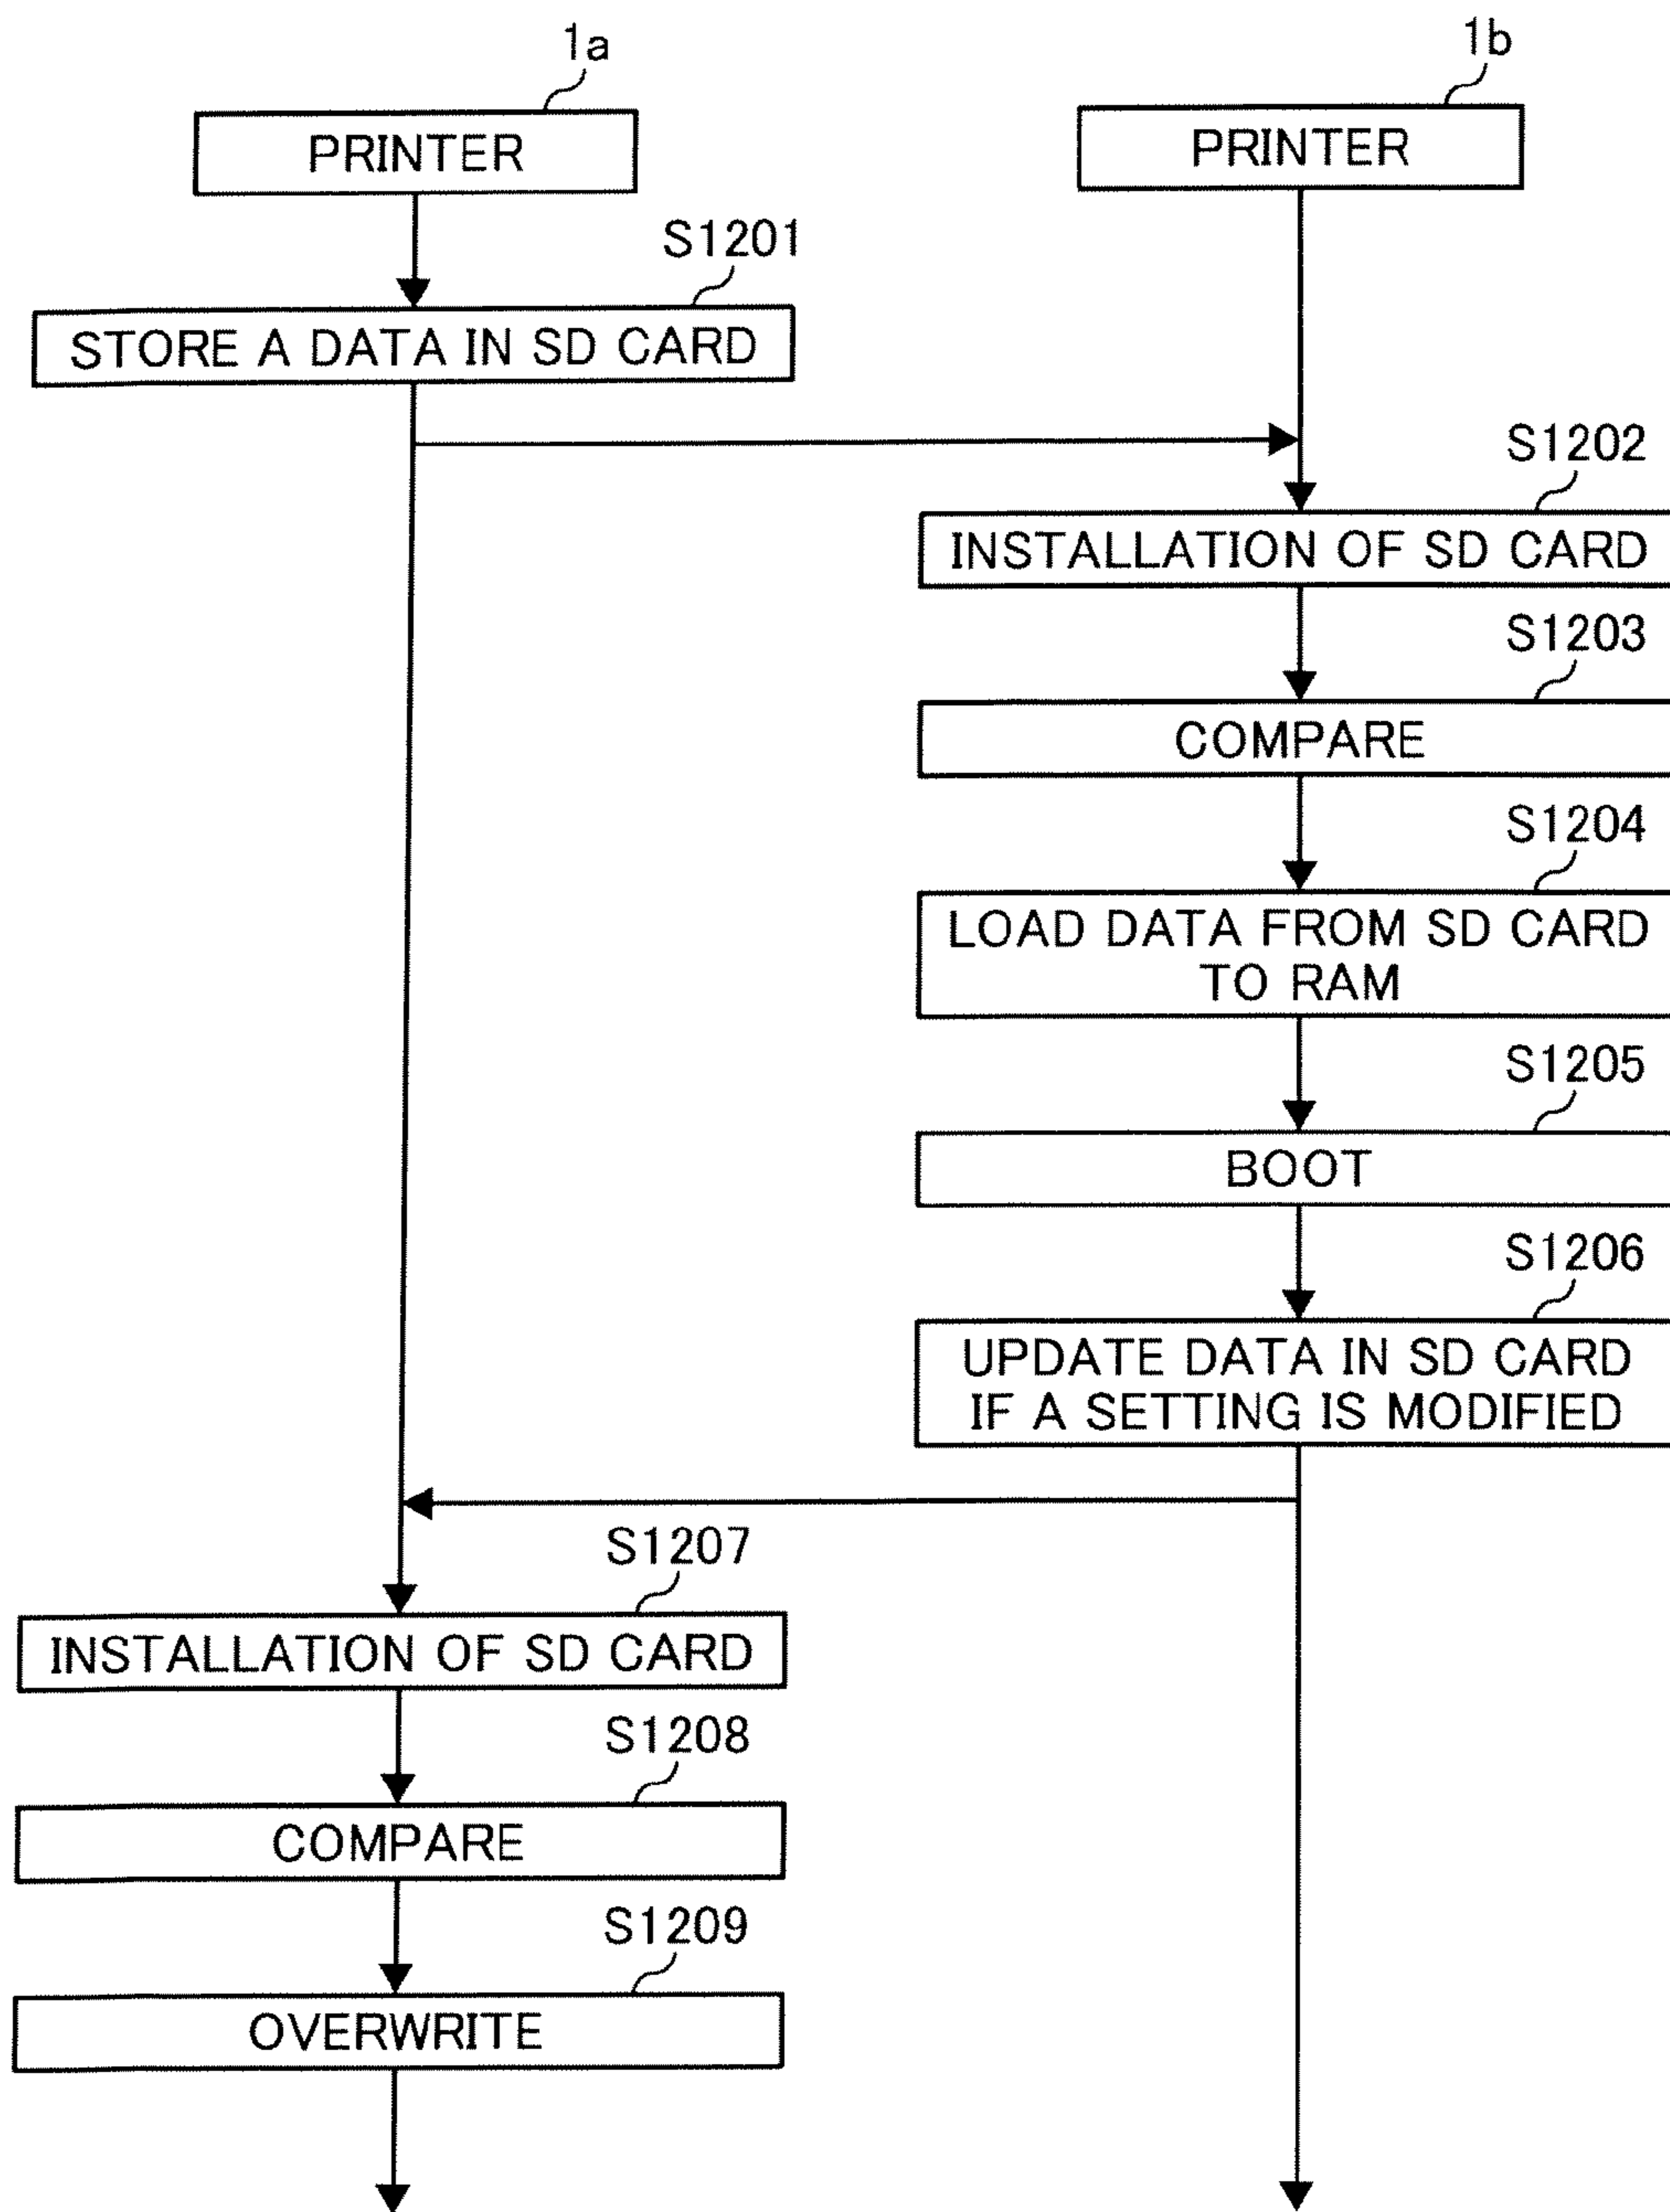 1a
1b
PRINTER
PRINTER
S1201
STORE A DATA IN SD CARD
S1202
INSTALLATION OF SD CARD
S1203
COMPARE
S1204
LOAD DATA FROM SD CARD
TO RAM
S1205
BOOT
S1206
UPDATE DATA IN SD CARD
IF A SETTING IS MODIFIED
S1207
INSTALLATION OF SD CARD
S1208
COMPARE
S1209
OVERWRITE